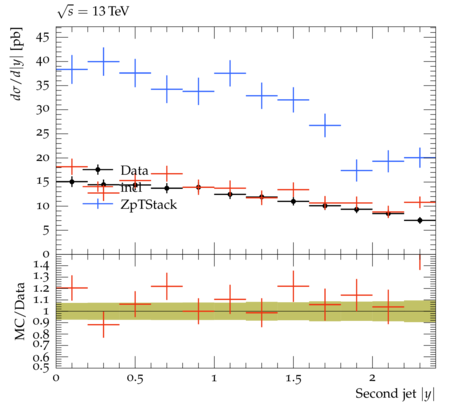 √s = 13 TeV
dσ/d|y| [pb]
45
40
35
30
25
20
15
10
5
0
Data
Incl
ZpTStack
MC/Data
1.4
1.3
1.2
1.1
1
0.9
0.8
0.7
0.6
0.5
0 0.5 1 1.5 2
Second jet |y|